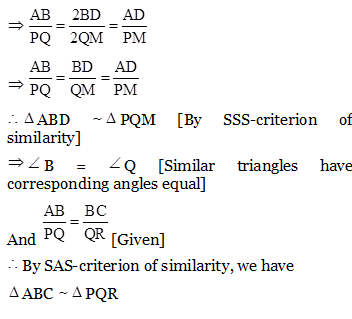 ⇒ AB/PQ = 2BD/2QM = AD/PM
⇒ AB/PQ = BD/QM = AD/PM
∴ Δ ABD ~ Δ PQM [By SSS-criterion of
similarity]
⇒ ∠ B = ∠ Q [Similar triangles have
corresponding angles equal]
And AB/PQ = BC/QR [Given]
∴ By SAS-criterion of similarity, we have
Δ ABC ~ Δ PQR